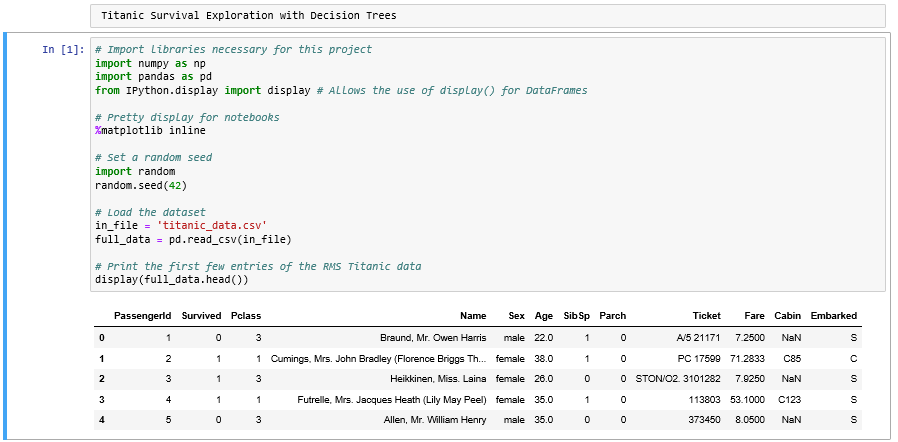 Titanic Survival Exploration with Decision Trees
In [1]:
# Import libraries necessary for this project
import numpy as np
import pandas as pd
from IPython.display import display # Allows the use of display() for DataFrames
# Pretty display for notebooks
%matplotlib inline
# Set a random seed
import random
random.seed(42)
# Load the dataset
in_file = 'titanic_data.csv'
full_data = pd.read_csv(in_file)
# Print the first few entries of the RMS Titanic data
display(full_data.head())
PassengerId Survived Pclass Name Sex Age SibSp Parch Ticket Fare Cabin Embarked
0 1 0 3 Braund, Mr. Owen Harris male 22.0 1 0 A/5 21171 7.2500 NaN S
1 2 1 1 Cumings, Mrs. John Bradley (Florence Briggs Th... female 38.0 1 0 PC 17599 71.2833 C85 C
2 3 1 3 Heikkinen, Miss. Laina female 26.0 0 0 STON/O2. 3101282 7.9250 NaN S
3 4 1 1 Futrelle, Mrs. Jacques Heath (Lily May Peel) female 35.0 1 0 113803 53.1000 C123 S
4 5 0 3 Allen, Mr. William Henry male 35.0 0 0 373450 8.0500 NaN S